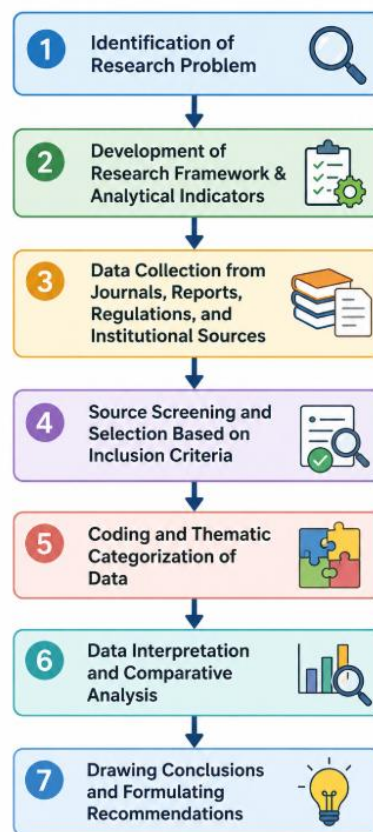 1
Identification of
Research Problem
2
Development of
Research Framework &
Analytical Indicators
3
Data Collection from
Journals, Reports,
Regulations, and
Institutional Sources
4
Source Screening and
Selection Based on
Inclusion Criteria
5
Coding and Thematic
Categorization of
Data
6
Data Interpretation
and Comparative
Analysis
7
Drawing Conclusions
and Formulating
Recommendations